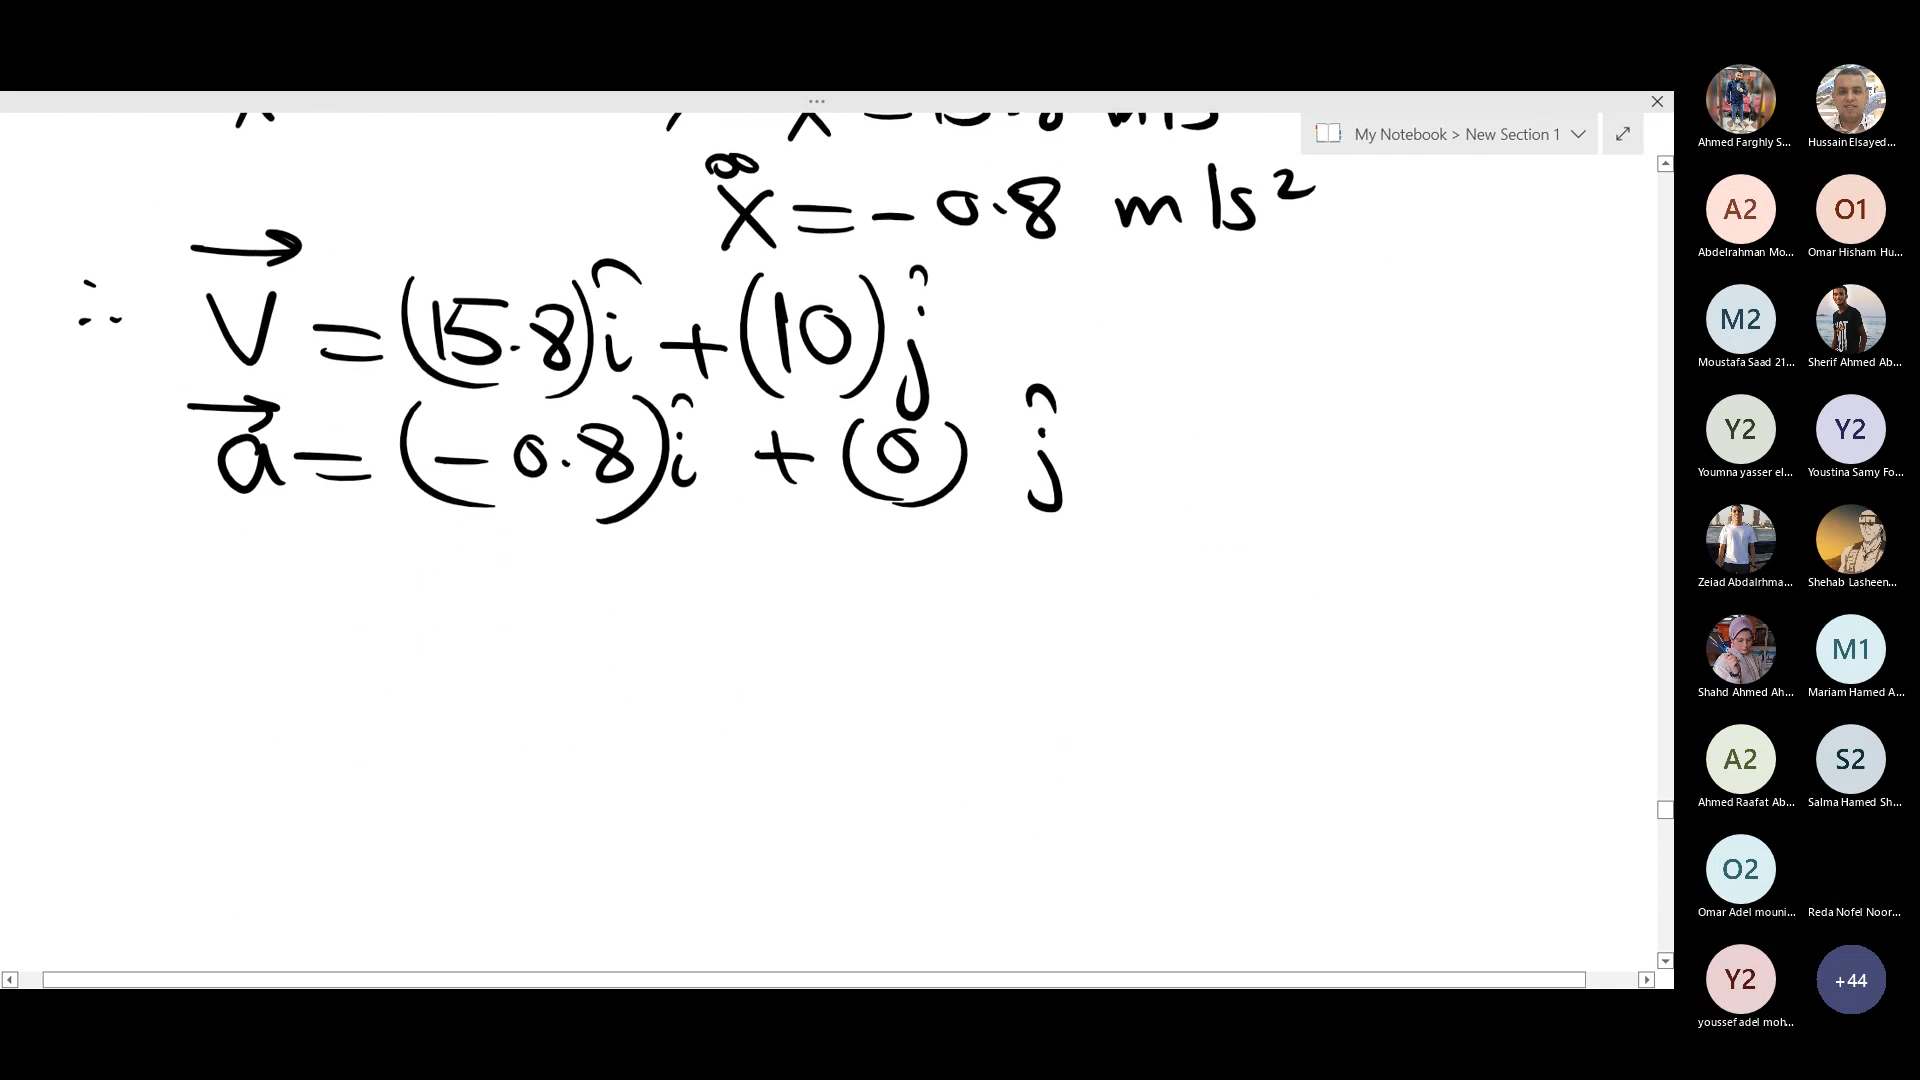 ẋ = 15.8 m/s
My Notebook > New Section 1
ẍ = - 0.8 m/s²
∴ V⃗ = (15.8) î + (10) ĵ
a⃗ = (- 0.8) î + (0) ĵ
Ahmed Farghly S...
Hussain Elsayed...
A2
O1
Abdelrahman Mo...
Omar Hisham Hu...
M2
Moustafa Saad 21...
Sherif Ahmed Ab...
Y2
Y2
Youmna yasser el...
Youstina Samy Fo...
Zeiad Abdalrhma...
Shehab Lasheen...
M1
Shahd Ahmed Ah...
Mariam Hamed A...
A2
S2
Ahmed Raafat Ab...
Salma Hamed Sh...
O2
Omar Adel mouni...
Reda Nofel Noor...
Y2
+44
youssef adel moh...